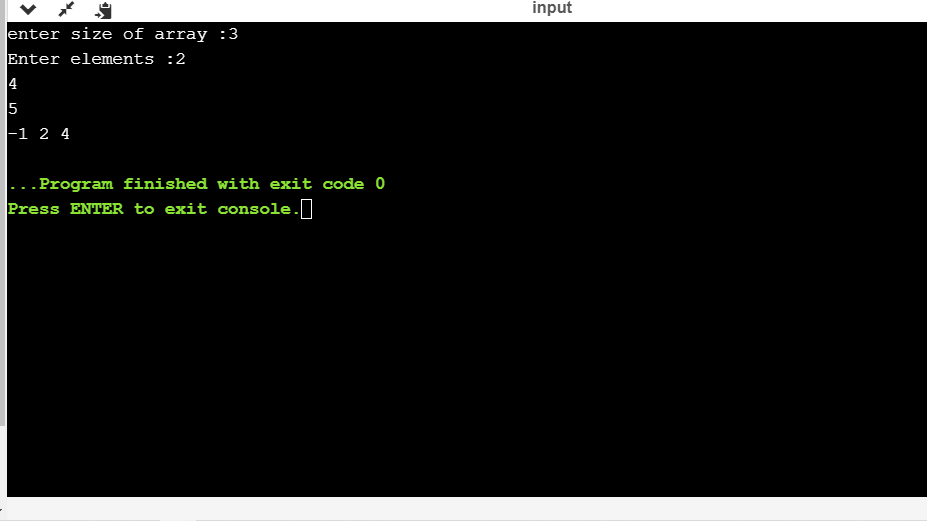 input
enter size of array :3
Enter elements :2
4
5
-1 2 4
...Program finished with exit code 0
Press ENTER to exit console.